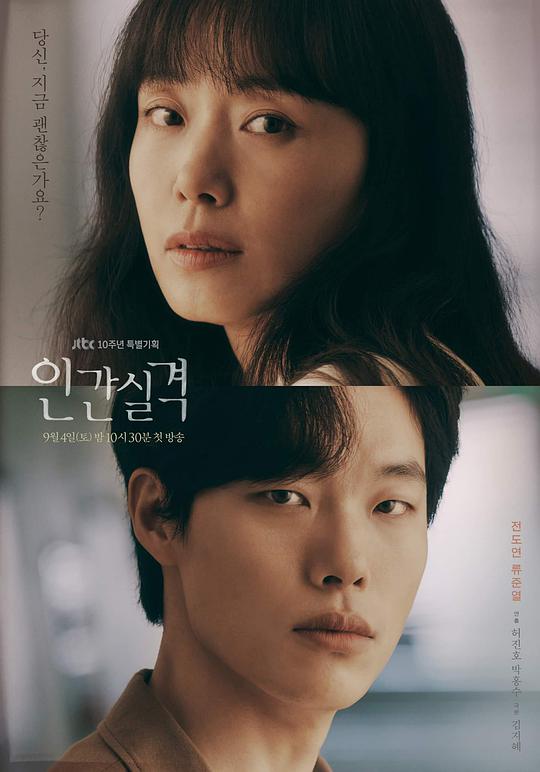 당신, 지금 괜찮은가요?
jtbc 10주년 특별기획
인간실격
9월 4일(토) 밤 10시 30분 첫 방송
전도연 류준열
연출 허진호 박홍수 극본 김지혜